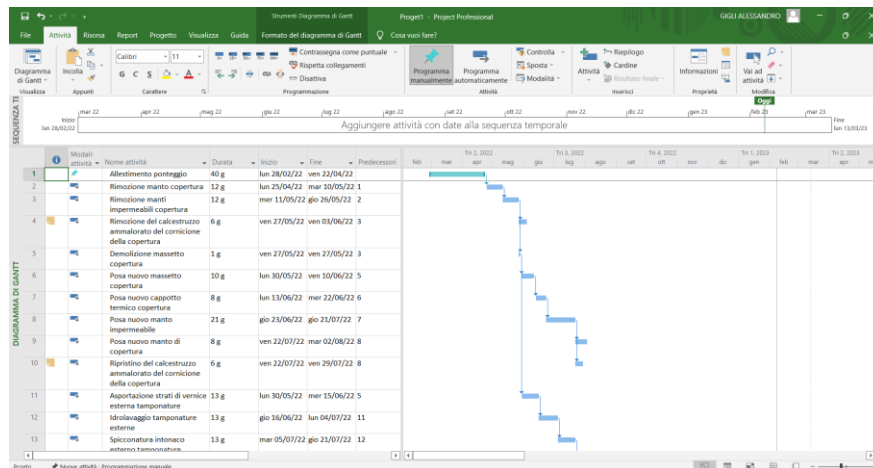 Strumenti Diagramma di Gantt
Proget1 - Project Professional
GIGLI ALESSANDRO
File Attività Risorsa Report Progetto Visualizza Guida Formato del diagramma di Gantt Cosa vuoi fare?
Diagramma di Gantt
Visualizza
Incolla
Appunti
Calibri 11
G C S
Carattere
Contrassegna come puntuale
Rispetta collegamenti
Disattiva
Programmazione
Programma manualmente
Programma automaticamente
Controlla
Sposta
Modalità
Attività
Attività
Riepilogo
Cardine
Risultato finale
Inserisci
Informazioni
Proprietà
Vai ad attività
Modifica
SEQUENZA TE
Oggi
mar 22 apr 22 mag 22 giu 22 lug 22 ago 22 set 22 ott 22 nov 22 dic 22 gen 23 feb 23 mar 23
Inizio
lun 28/02/22
Aggiungere attività con date alla sequenza temporale
Fine
lun 13/03/23
DIAGRAMMA DI GANTT
Modali attività Nome attività Durata Inizio Fine Predecessori
Tri 2, 2022 Tri 3, 2022 Tri 4, 2022 Tri 1, 2023 Tri 2, 2023
feb mar apr mag giu lug ago set ott nov dic gen feb mar apr m
1 Allestimento ponteggio 40 g lun 28/02/22 ven 22/04/22
2 Rimozione manto copertura 12 g lun 25/04/22 mar 10/05/22 1
3 Rimozione manti impermeabili copertura 12 g mer 11/05/22 gio 26/05/22 2
4 Rimozione del calcestruzzo ammalorato del cornicione della copertura 6 g ven 27/05/22 ven 03/06/22 3
5 Demolizione massetto copertura 1 g ven 27/05/22 ven 27/05/22 3
6 Posa nuovo massetto copertura 10 g lun 30/05/22 ven 10/06/22 5
7 Posa nuovo cappotto termico copertura 8 g lun 13/06/22 mer 22/06/22 6
8 Posa nuovo manto impermeabile 21 g gio 23/06/22 gio 21/07/22 7
9 Posa nuovo manto di copertura 8 g ven 22/07/22 mar 02/08/22 8
10 Ripristino del calcestruzzo ammalorato del cornicione della copertura 6 g ven 22/07/22 ven 29/07/22 8
11 Asportazione strati di vernice esterna tamponature 13 g lun 30/05/22 mer 15/06/22 5
12 Idrolavaggio tamponature esterne 13 g gio 16/06/22 lun 04/07/22 11
13 Spicconatura intonaco esterno tamponature 13 g mar 05/07/22 gio 21/07/22 12
Pronto Nuove attività : Programmazione manuale